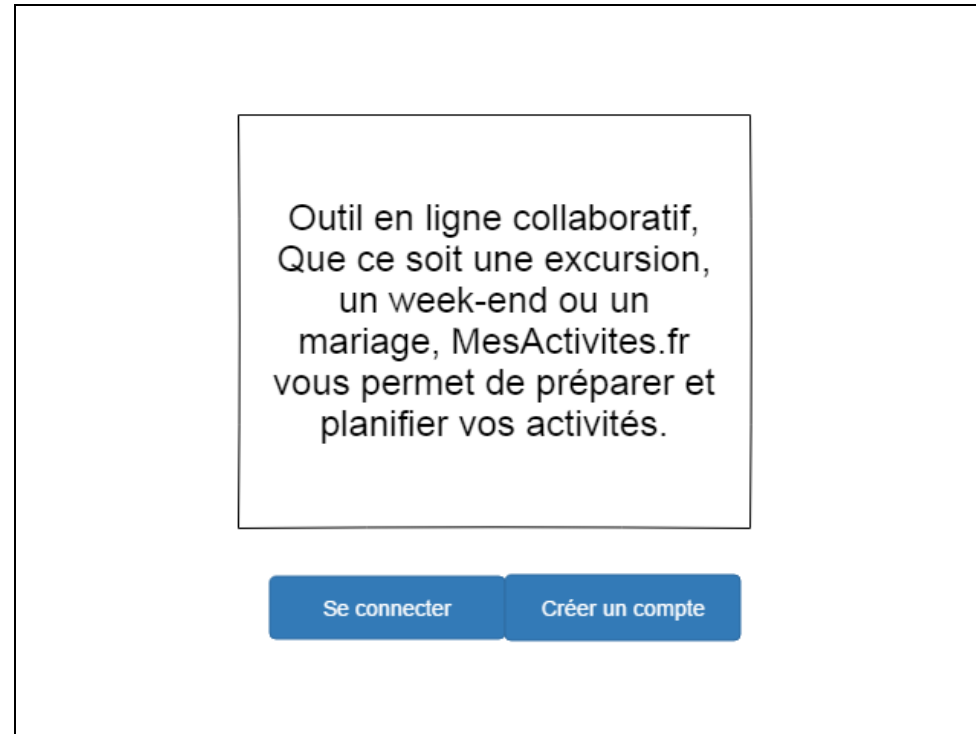 Outil en ligne collaboratif,
Que ce soit une excursion,
un week-end ou un
mariage, MesActivites.fr
vous permet de préparer et
planifier vos activités.
Se connecter
Créer un compte